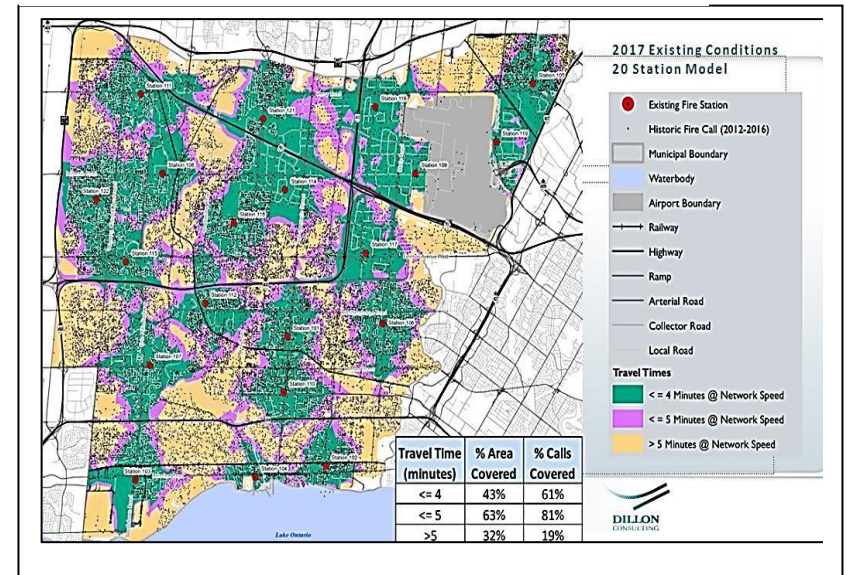 2017 Existing Conditions
20 Station Model
Existing Fire Station
Historic Fire Call (2012-2016)
Municipal Boundary
Waterbody
Airport Boundary
Railway
Highway
Ramp
Arterial Road
Collector Road
Local Road
Travel Times
< = 4 Minutes @ Network Speed
< = 5 Minutes @ Network Speed
> 5 Minutes @ Network Speed
Station 105
Station 111
Station 116
Station 121
Station 119
Station 108
Station 109
Station 114
Station 122
Station 118
Station 117
Station 115
Station 112
Station 101
Station 107
Station 110
Station 102
Station 103
Station 104
Lake Ontario
Travel Time (minutes) % Area Covered % Calls Covered
<= 4 43% 61%
<= 5 63% 81%
>5 32% 19%
DILLON
CONSULTING